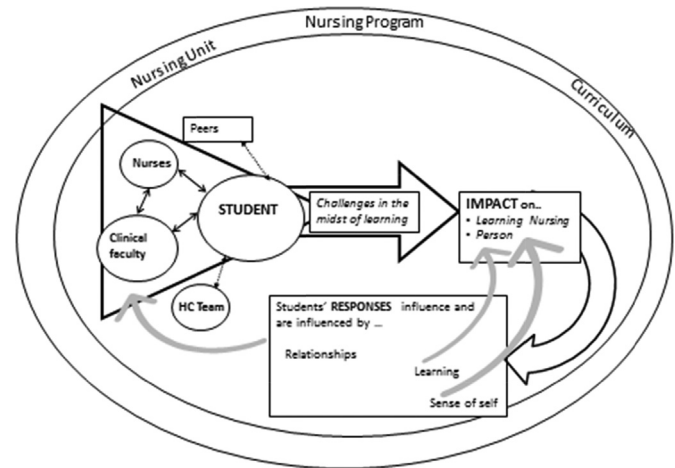 Nursing Program
Nursing Unit
Curriculum
Peers
Nurses
STUDENT
Clinical
faculty
HC Team
Challenges in the
midst of learning
IMPACT on..
• Learning Nursing
• Person
Students' RESPONSES influence and
are influenced by ...
Relationships
Learning
Sense of self